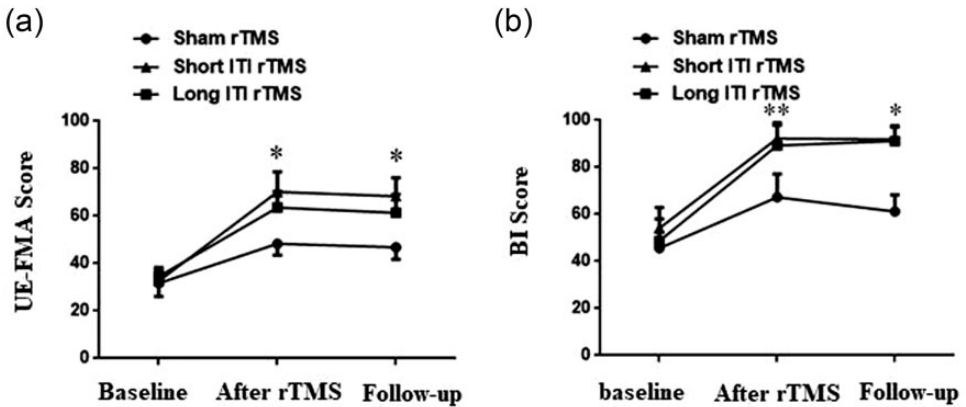 (a)
Sham rTMS
Short ITI rTMS
Long ITI rTMS
100
80
60
40
20
0
UE-FMA Score
*
*
Baseline
After rTMS
Follow-up
(b)
Sham rTMS
Short ITI rTMS
Long ITI rTMS
100
80
60
40
20
0
BI Score
**
*
baseline
After rTMS
Follow-up